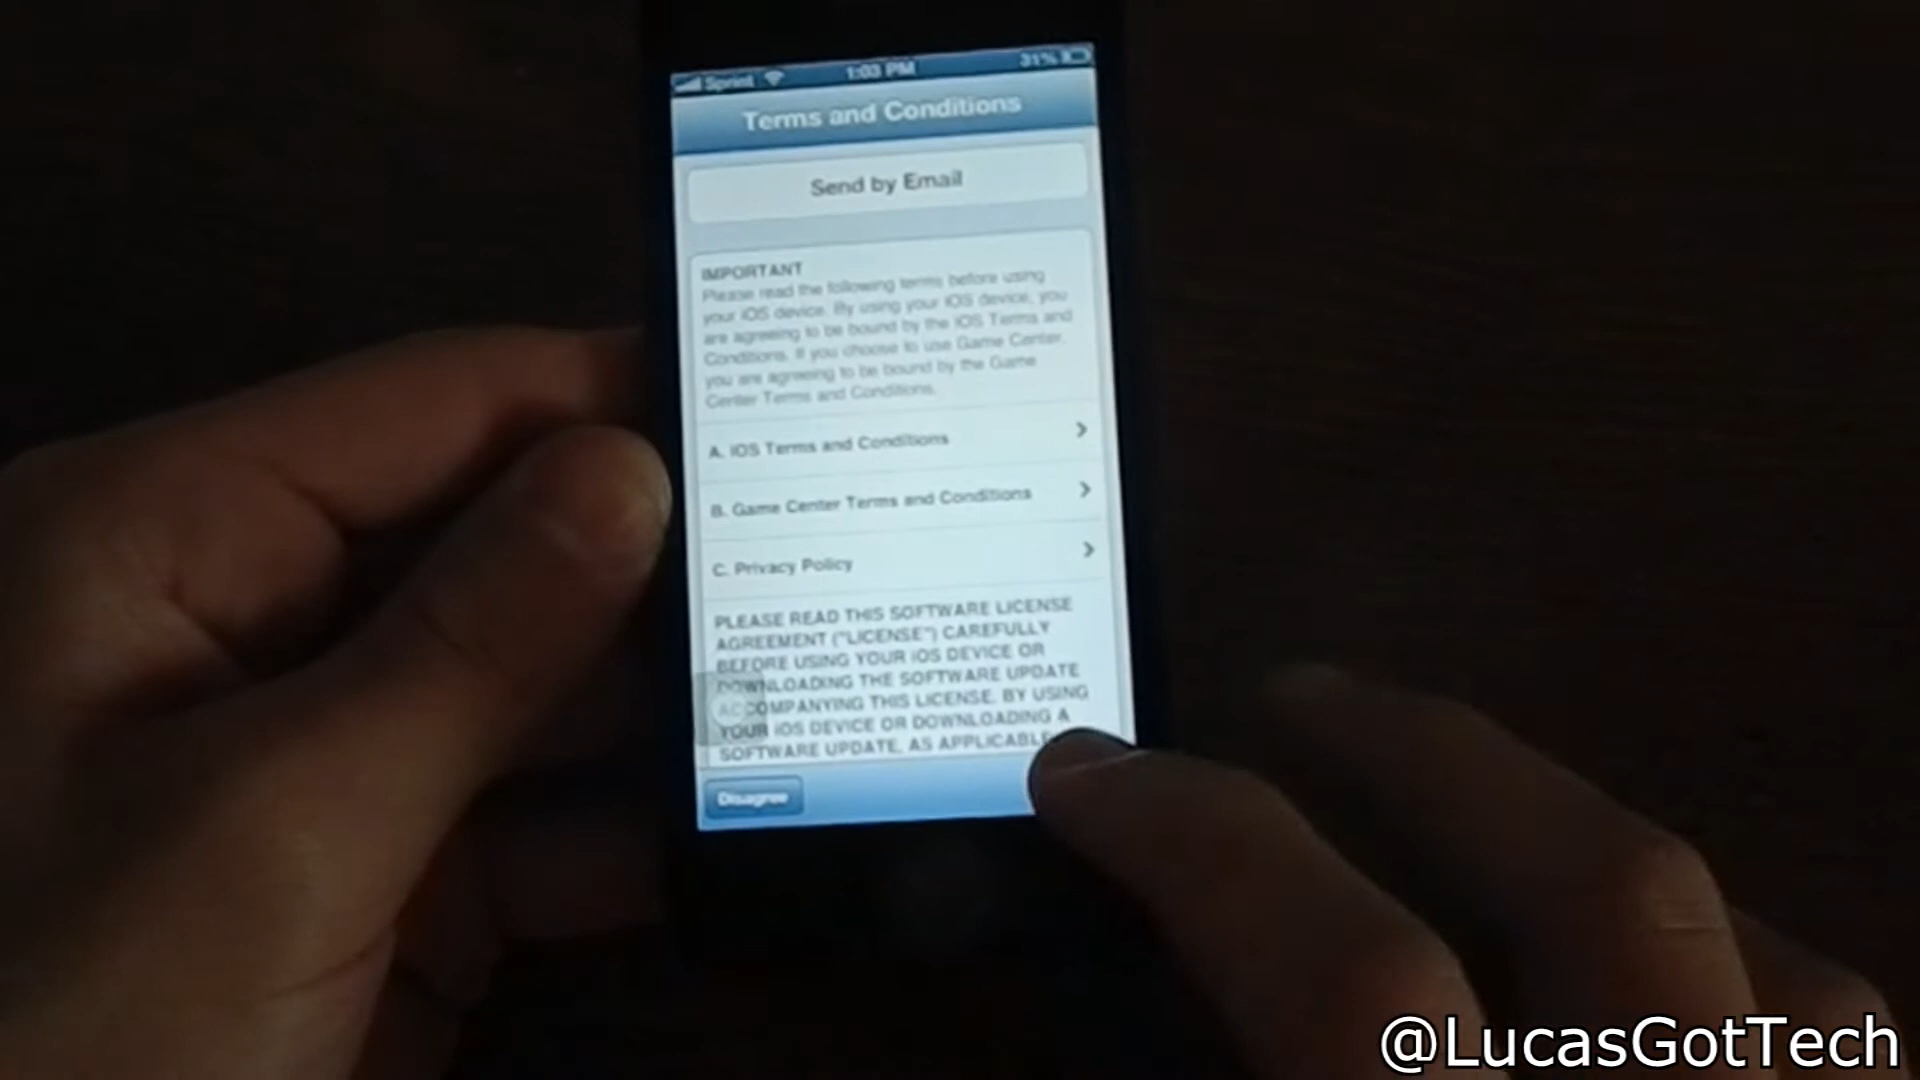 Sprint 1:03 PM 31%
Terms and Conditions
Send by Email
IMPORTANT
Please read the following terms before using
your iOS device. By using your iOS device, you
are agreeing to be bound by the iOS Terms and
Conditions. If you choose to use Game Center,
you are agreeing to be bound by the Game
Center Terms and Conditions.
A. iOS Terms and Conditions
B. Game Center Terms and Conditions
C. Privacy Policy
PLEASE READ THIS SOFTWARE LICENSE
AGREEMENT ("LICENSE") CAREFULLY
BEFORE USING YOUR iOS DEVICE OR
DOWNLOADING THE SOFTWARE UPDATE
ACCOMPANYING THIS LICENSE. BY USING
YOUR iOS DEVICE OR DOWNLOADING A
SOFTWARE UPDATE, AS APPLICABLE
Disagree
@LucasGotTech